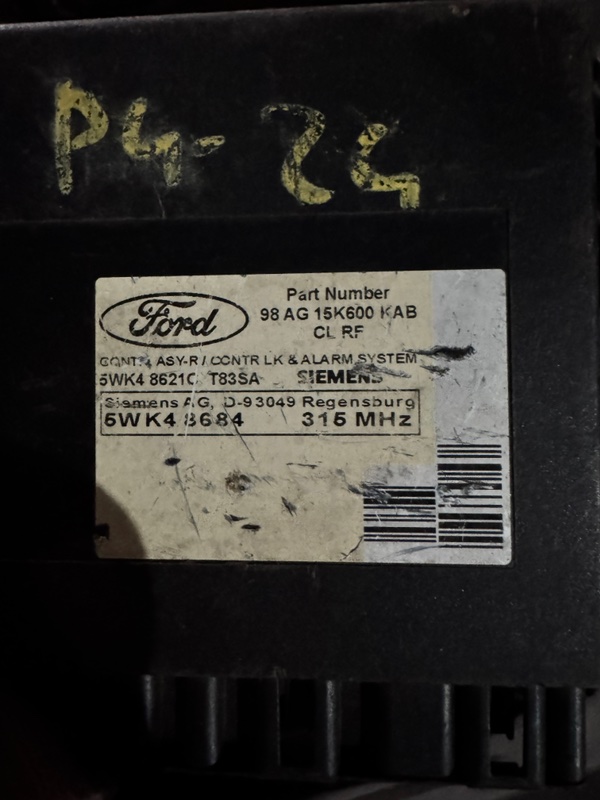 P4-24
Ford
Part Number
98 AG 15K600 KAB
CL RF
CONTR ASY-R / CONTR LK & ALARM SYSTEM
5WK4 8621C T83SA SIEMENS
Siemens AG, D-93049 Regensburg
5WK4 8684 315 MHz